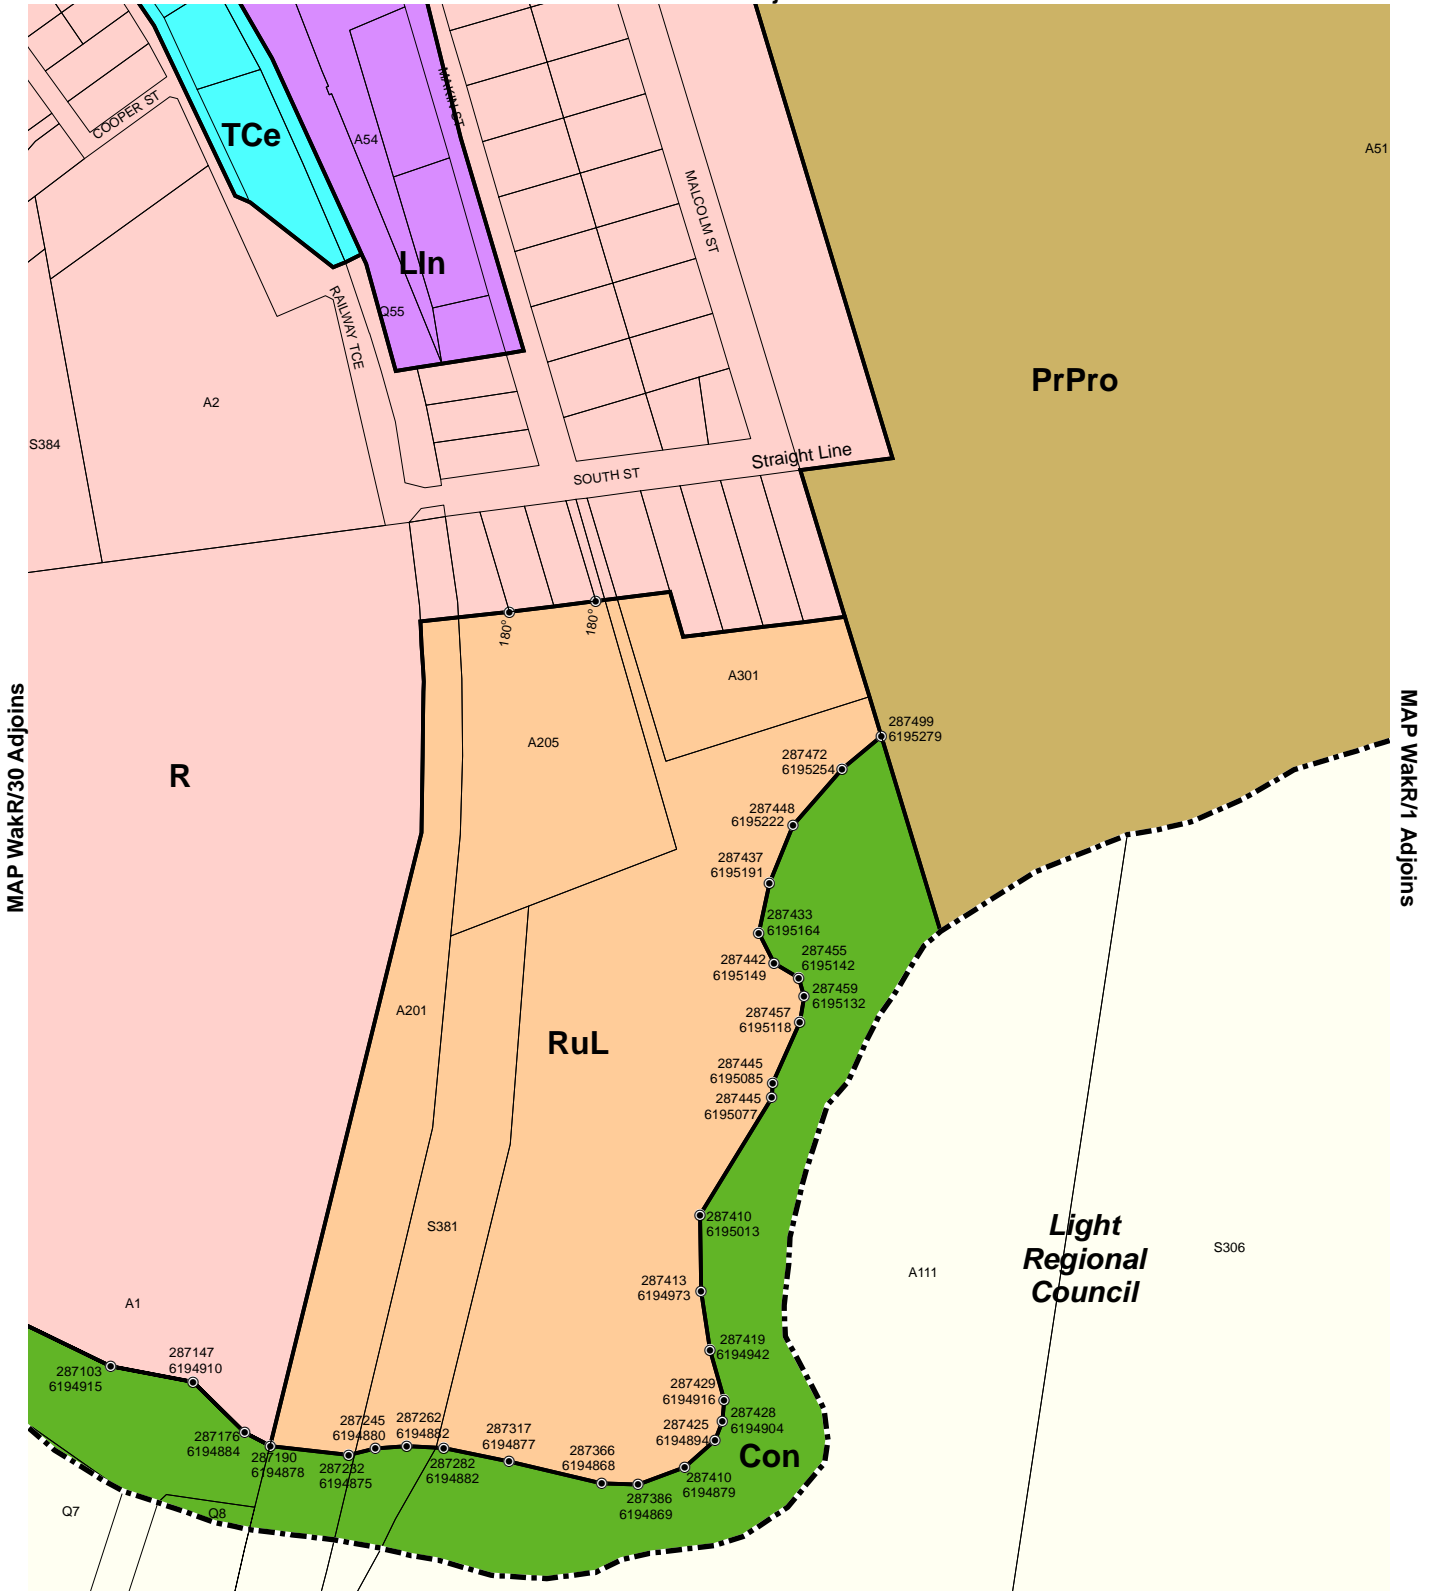 COOPER ST
TCe
MAKIN ST
A54
A51
MALCOLM ST
LIn
RAILWAY TCE
Q55
PrPro
A2
S384
Straight Line
SOUTH ST
180°
180°
A301
MAP WakR/30 Adjoins
MAP WakR/1 Adjoins
A205
R
287499
6195279
287472
6195254
287448
6195222
287437
6195191
287433
6195164
287442
6195149
287455
6195142
287459
6195132
287457
6195118
A201
RuL
287445
6195085
287445
6195077
287410
6195013
S381
Light
Regional
Council
S306
A111
287413
6194973
A1
287419
6194942
287147
6194910
287103
6194915
287429
6194916
287428
6194904
287425
6194894
Con
287176
6194884
287190
6194878
287245
6194880
287262
6194882
287232
6194875
287282
6194882
287317
6194877
287366
6194868
287386
6194869
287410
6194879
Q7
Q8